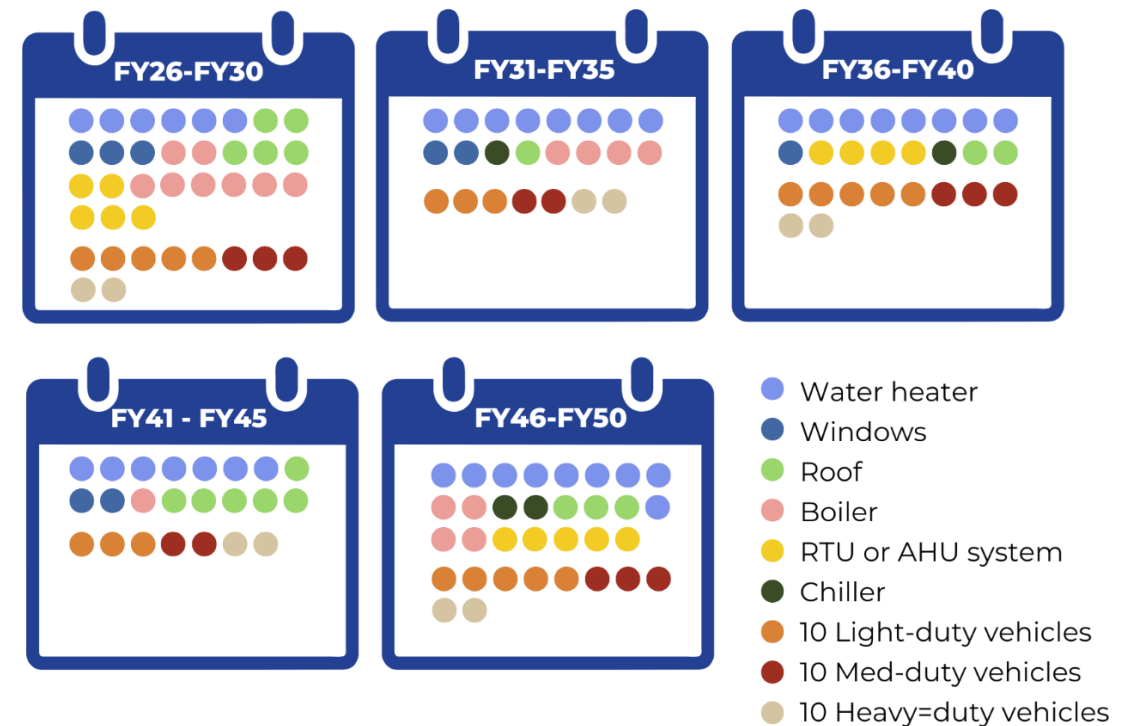 FY26-FY30
FY31-FY35
FY36-FY40
FY41 - FY45
FY46-FY50
Water heater
Windows
Roof
Boiler
RTU or AHU system
Chiller
10 Light-duty vehicles
10 Med-duty vehicles
10 Heavy=duty vehicles